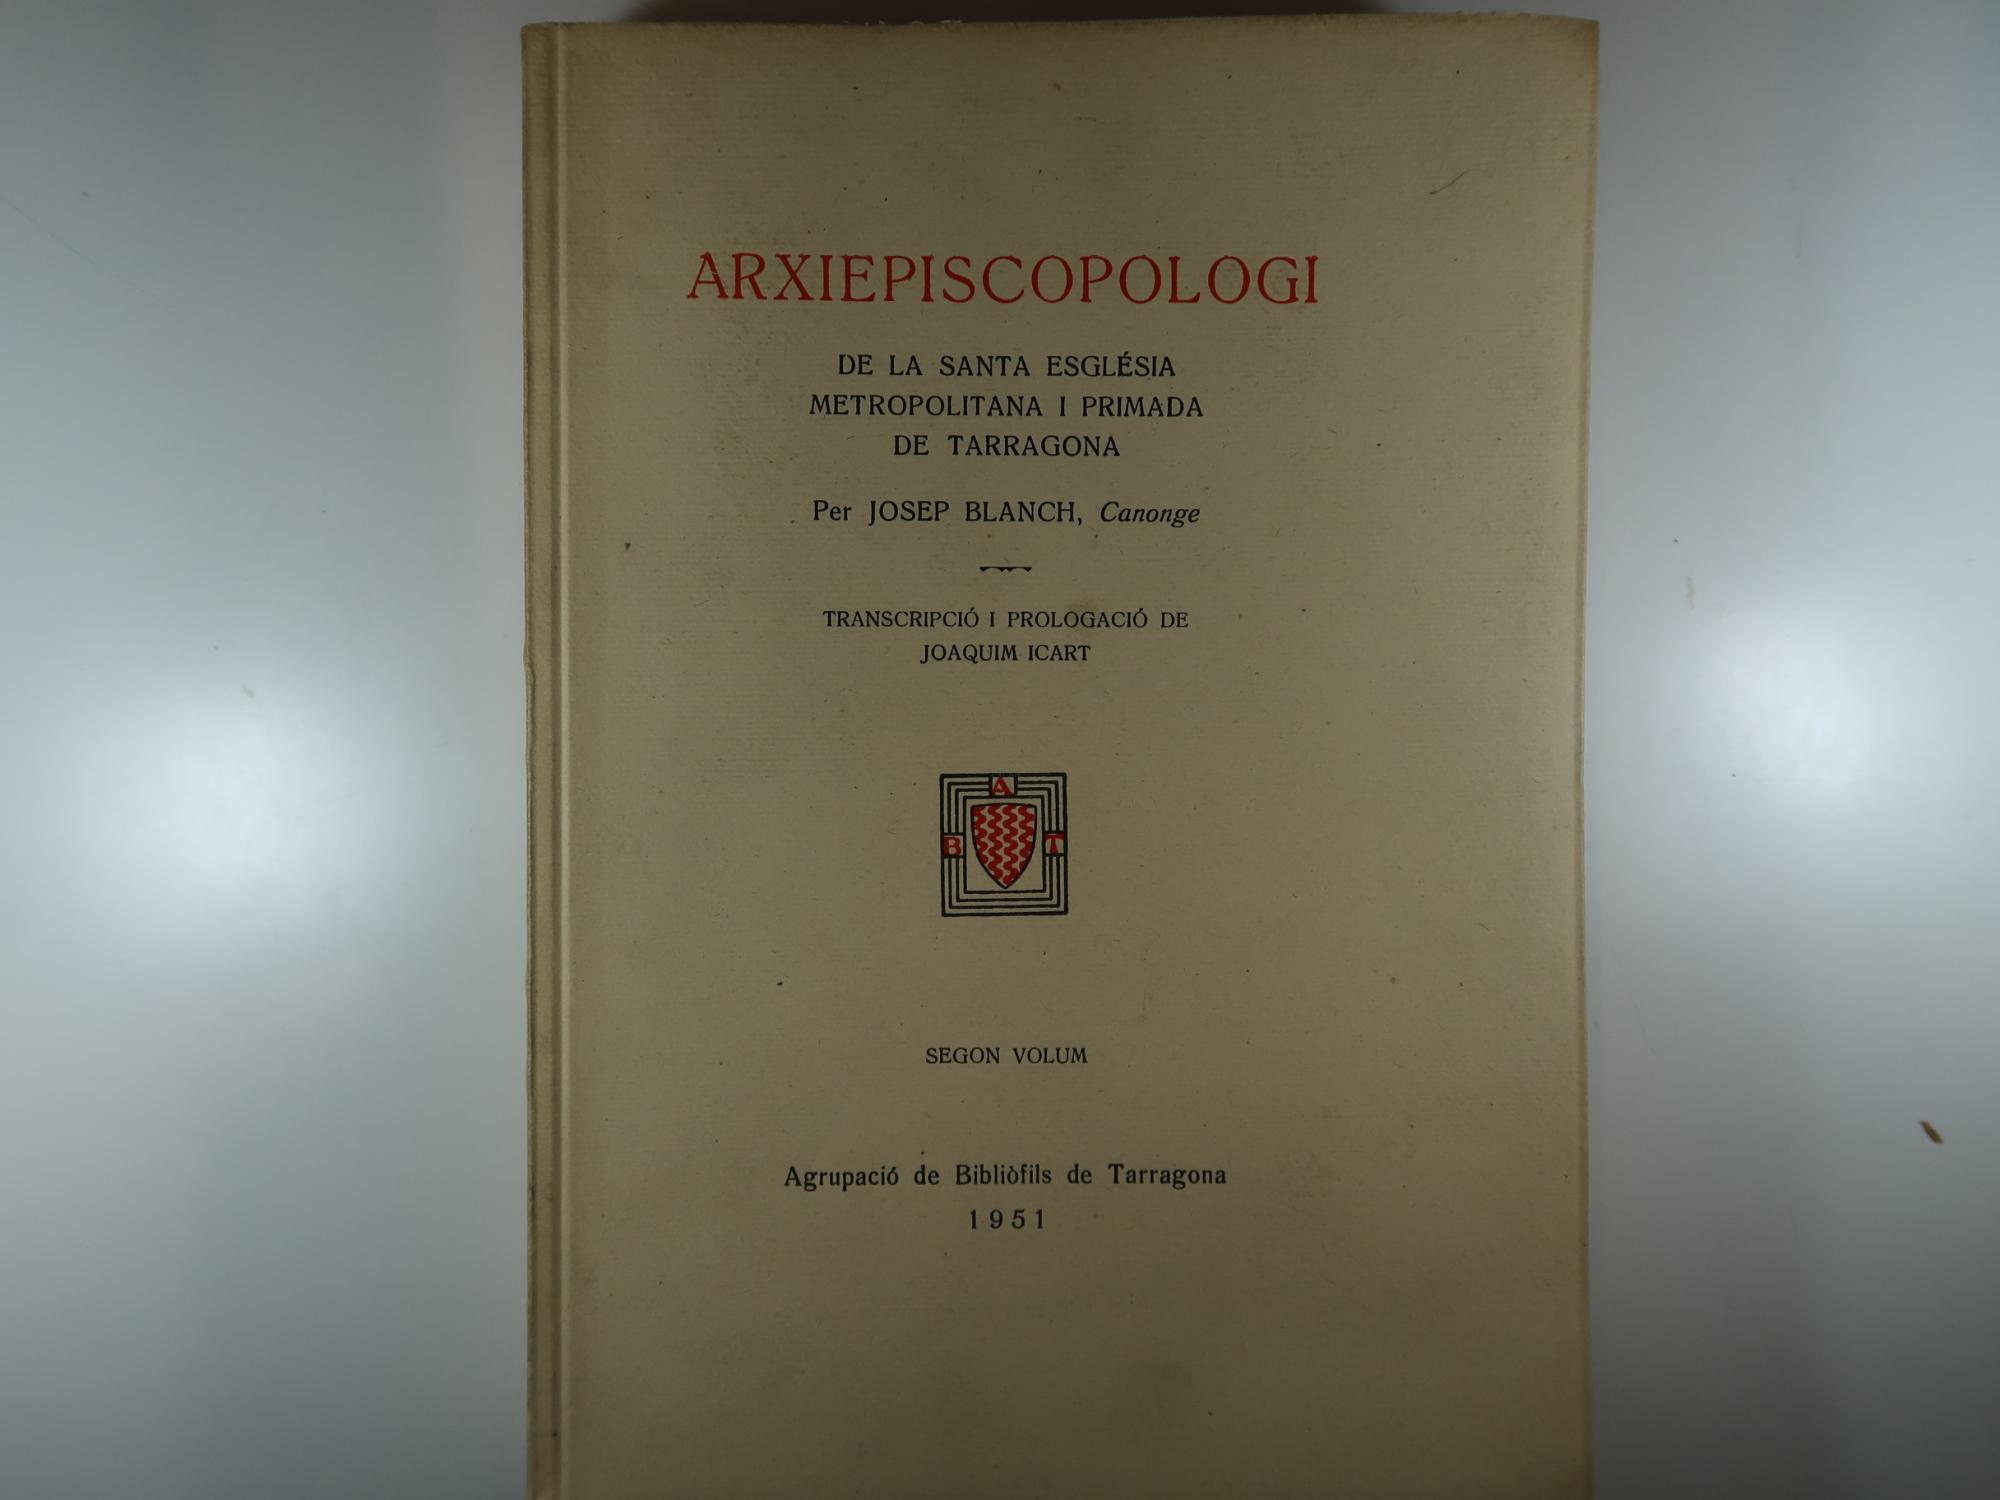 ARXIEPISCOPOLOGI
DE LA SANTA ESGLÉSIA
METROPOLITANA I PRIMADA
DE TARRAGONA
Per JOSEP BLANCH, Canonge
TRANSCRIPCIÓ I PROLOGACIÓ DE
JOAQUIM ICART
A
B T
SEGON VOLUM
Agrupació de Bibliòfils de Tarragona
1951